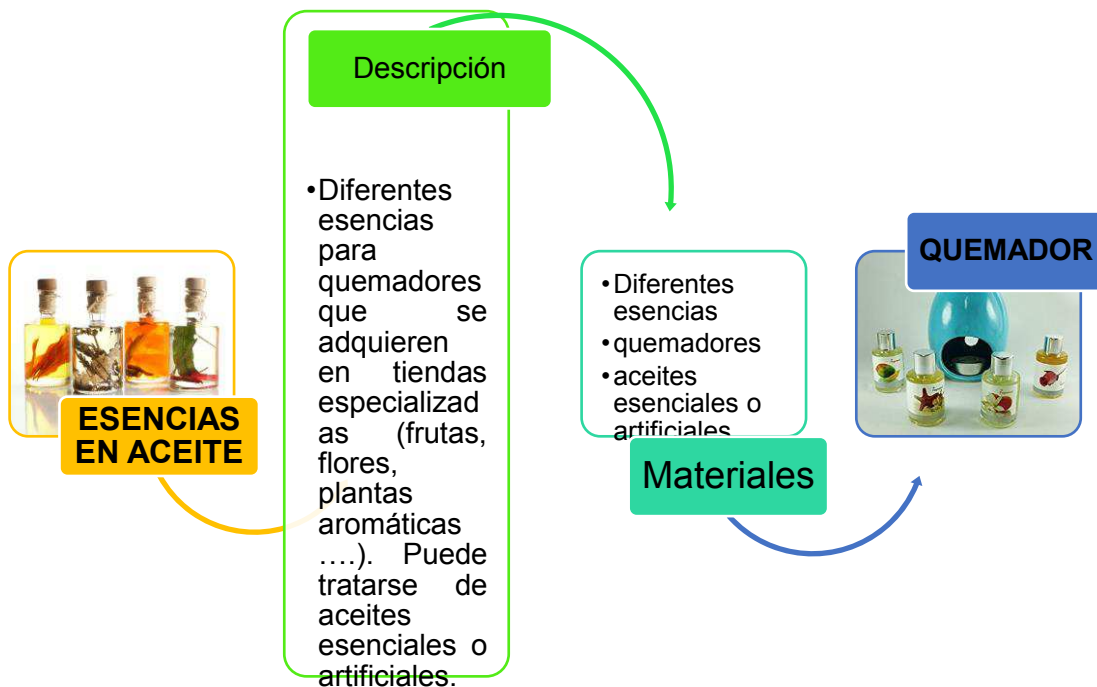 ESENCIAS
EN ACEITE
Descripción
•Diferentes
esencias
para
quemadores
que se
adquieren
en tiendas
especializad
as (frutas,
flores,
plantas
aromáticas
….). Puede
tratarse de
aceites
esenciales o
artificiales.
•Diferentes
esencias
•quemadores
•aceites
esenciales o
artificiales
Materiales
QUEMADOR